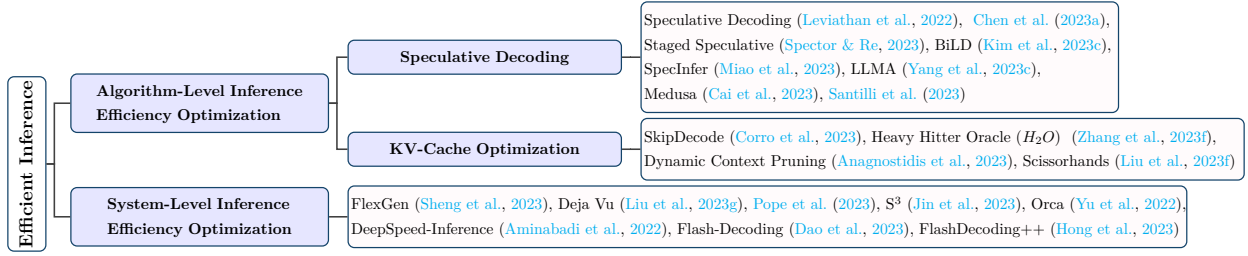 Efficient Inference
Algorithm-Level Inference
Efficiency Optimization
Speculative Decoding
Speculative Decoding (Leviathan et al., 2022), Chen et al. (2023a),
Staged Speculative (Spector & Re, 2023), BiLD (Kim et al., 2023c),
SpecInfer (Miao et al., 2023), LLMA (Yang et al., 2023c),
Medusa (Cai et al., 2023), Santilli et al. (2023)
KV-Cache Optimization
SkipDecode (Corro et al., 2023), Heavy Hitter Oracle (H2O) (Zhang et al., 2023f),
Dynamic Context Pruning (Anagnostidis et al., 2023), Scissorhands (Liu et al., 2023f)
System-Level Inference
Efficiency Optimization
FlexGen (Sheng et al., 2023), Deja Vu (Liu et al., 2023g), Pope et al. (2023), S³ (Jin et al., 2023), Orca (Yu et al., 2022),
DeepSpeed-Inference (Aminabadi et al., 2022), Flash-Decoding (Dao et al., 2023), FlashDecoding++ (Hong et al., 2023)